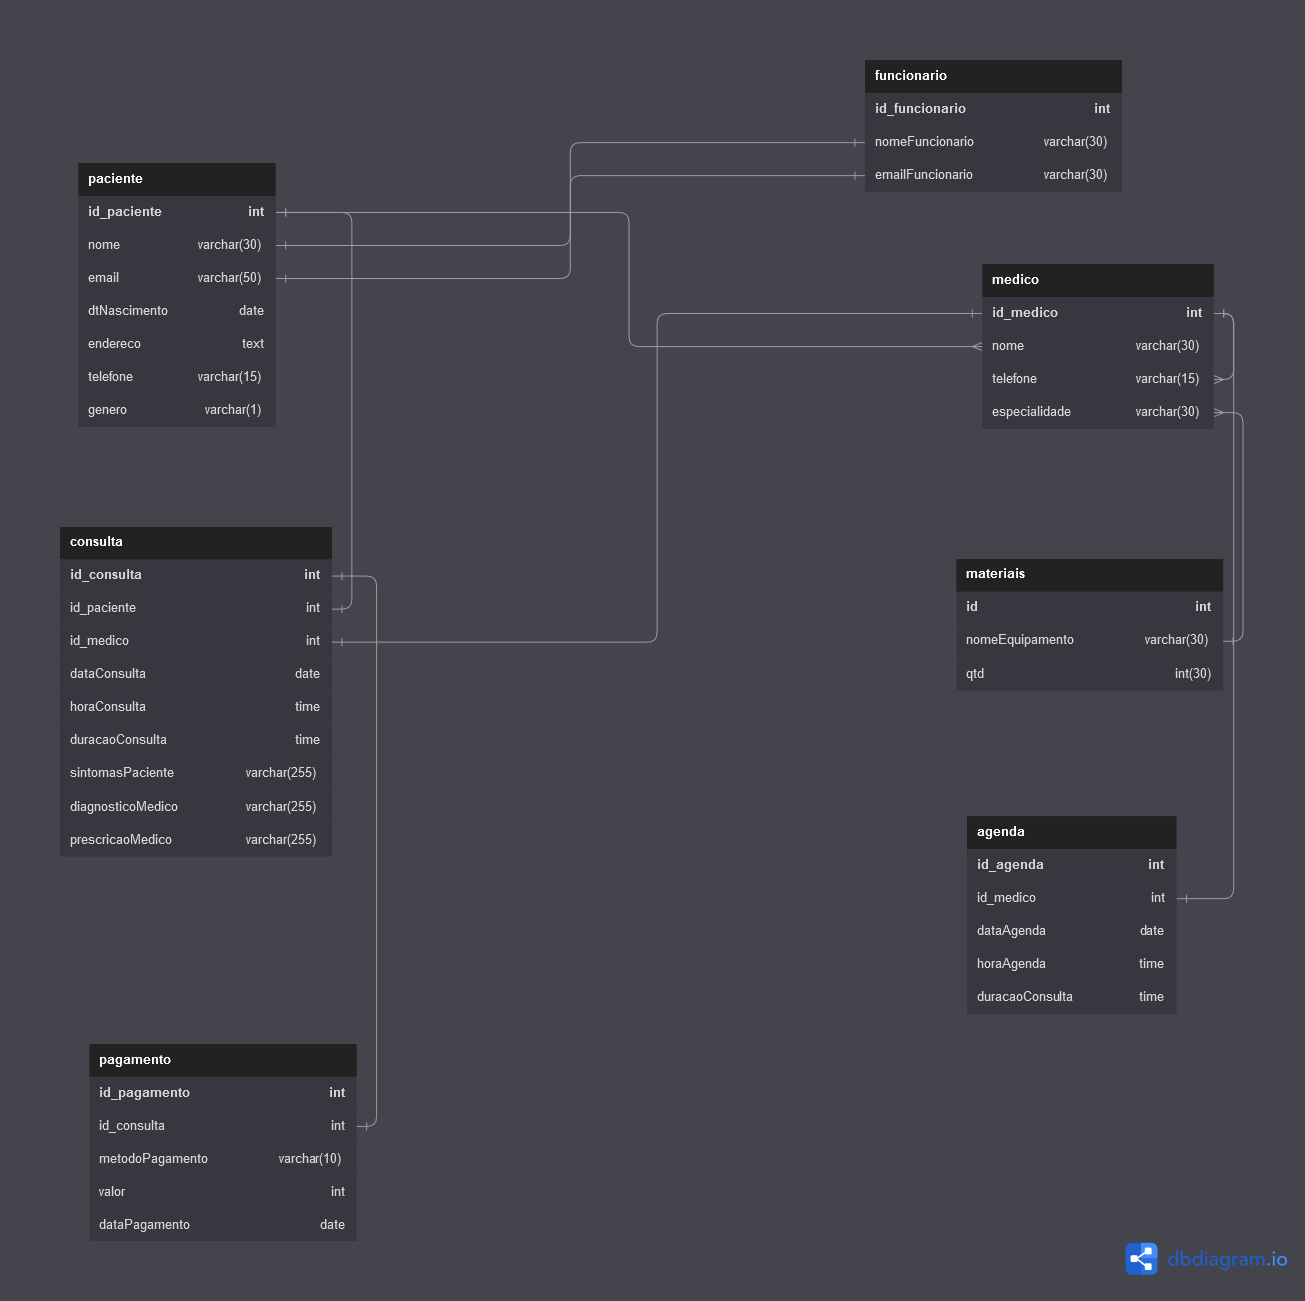 funcionario
id_funcionario int
nomeFuncionario varchar(30)
emailFuncionario varchar(30)
paciente
id_paciente int
nome varchar(30)
email varchar(50)
dtNascimento date
endereco text
telefone varchar(15)
genero varchar(1)
medico
id_medico int
nome varchar(30)
telefone varchar(15)
especialidade varchar(30)
consulta
id_consulta int
id_paciente int
id_medico int
dataConsulta date
horaConsulta time
duracaoConsulta time
sintomasPaciente varchar(255)
diagnosticoMedico varchar(255)
prescricaoMedico varchar(255)
materiais
id int
nomeEquipamento varchar(30)
qtd int(30)
agenda
id_agenda int
id_medico int
dataAgenda date
horaAgenda time
duracaoConsulta time
pagamento
id_pagamento int
id_consulta int
metodoPagamento varchar(10)
valor int
dataPagamento date
dbdiagram.io